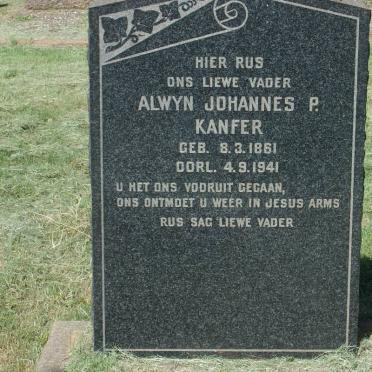 HIER RUS
ONS LIEWE VADER
ALWYN JOHANNES P.
KANFER
GEB. 8.3.1861
OORL. 4.9.1941
U HET ONS VOORUIT GEGAAN,
ONS ONTMOET U WEER IN JESUS ARMS
RUS SAG LIEWE VADER